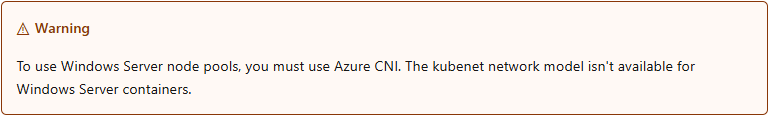 Warning
To use Windows Server node pools, you must use Azure CNI. The kubenet network model isn't available for
Windows Server containers.